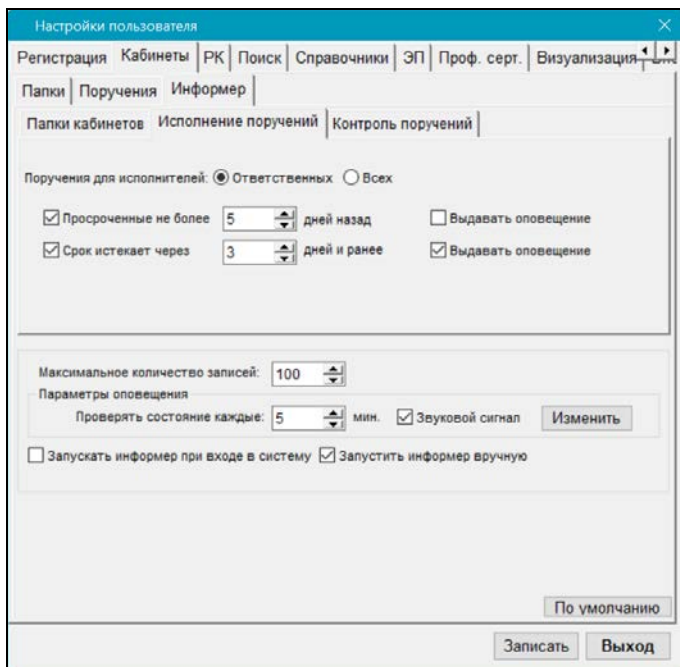 Настройки пользователя
Регистрация Кабинеты РК Поиск Справочники ЭП Проф. серт. Визуализация
Папки Поручения Информер
Папки кабинетов Исполнение поручений Контроль поручений
Поручения для исполнителей: Ответственных Всех
Просроченные не более 5 дней назад Выдавать оповещение
Срок истекает через 3 дней и ранее Выдавать оповещение
Максимальное количество записей: 100
Параметры оповещения
Проверять состояние каждые: 5 мин. Звуковой сигнал Изменить
Запускать информер при входе в систему Запустить информер вручную
По умолчанию
Записать Выход